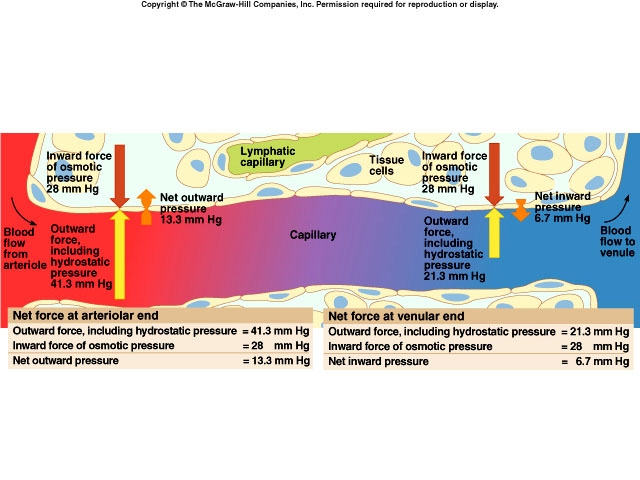 Copyright © The McGraw-Hill Companies, Inc. Permission required for reproduction or display.
Inward force
of osmotic
pressure
28 mm Hg
Net outward
pressure
13.3 mm Hg
Lymphatic
capillary
Tissue
cells
Inward force
of osmotic
pressure
28 mm Hg
Net inward
pressure
6.7 mm Hg
Blood
flow
from
arteriole
Outward
force,
including
hydrostatic
pressure
41.3 mm Hg
Capillary
Outward
force,
including
hydrostatic
pressure
21.3 mm Hg
Blood
flow to
venule
Net force at arteriolar end
Outward force, including hydrostatic pressure = 41.3 mm Hg
Inward force of osmotic pressure = 28 mm Hg
Net outward pressure = 13.3 mm Hg
Net force at venular end
Outward force, including hydrostatic pressure = 21.3 mm Hg
Inward force of osmotic pressure = 28 mm Hg
Net inward pressure = 6.7 mm Hg